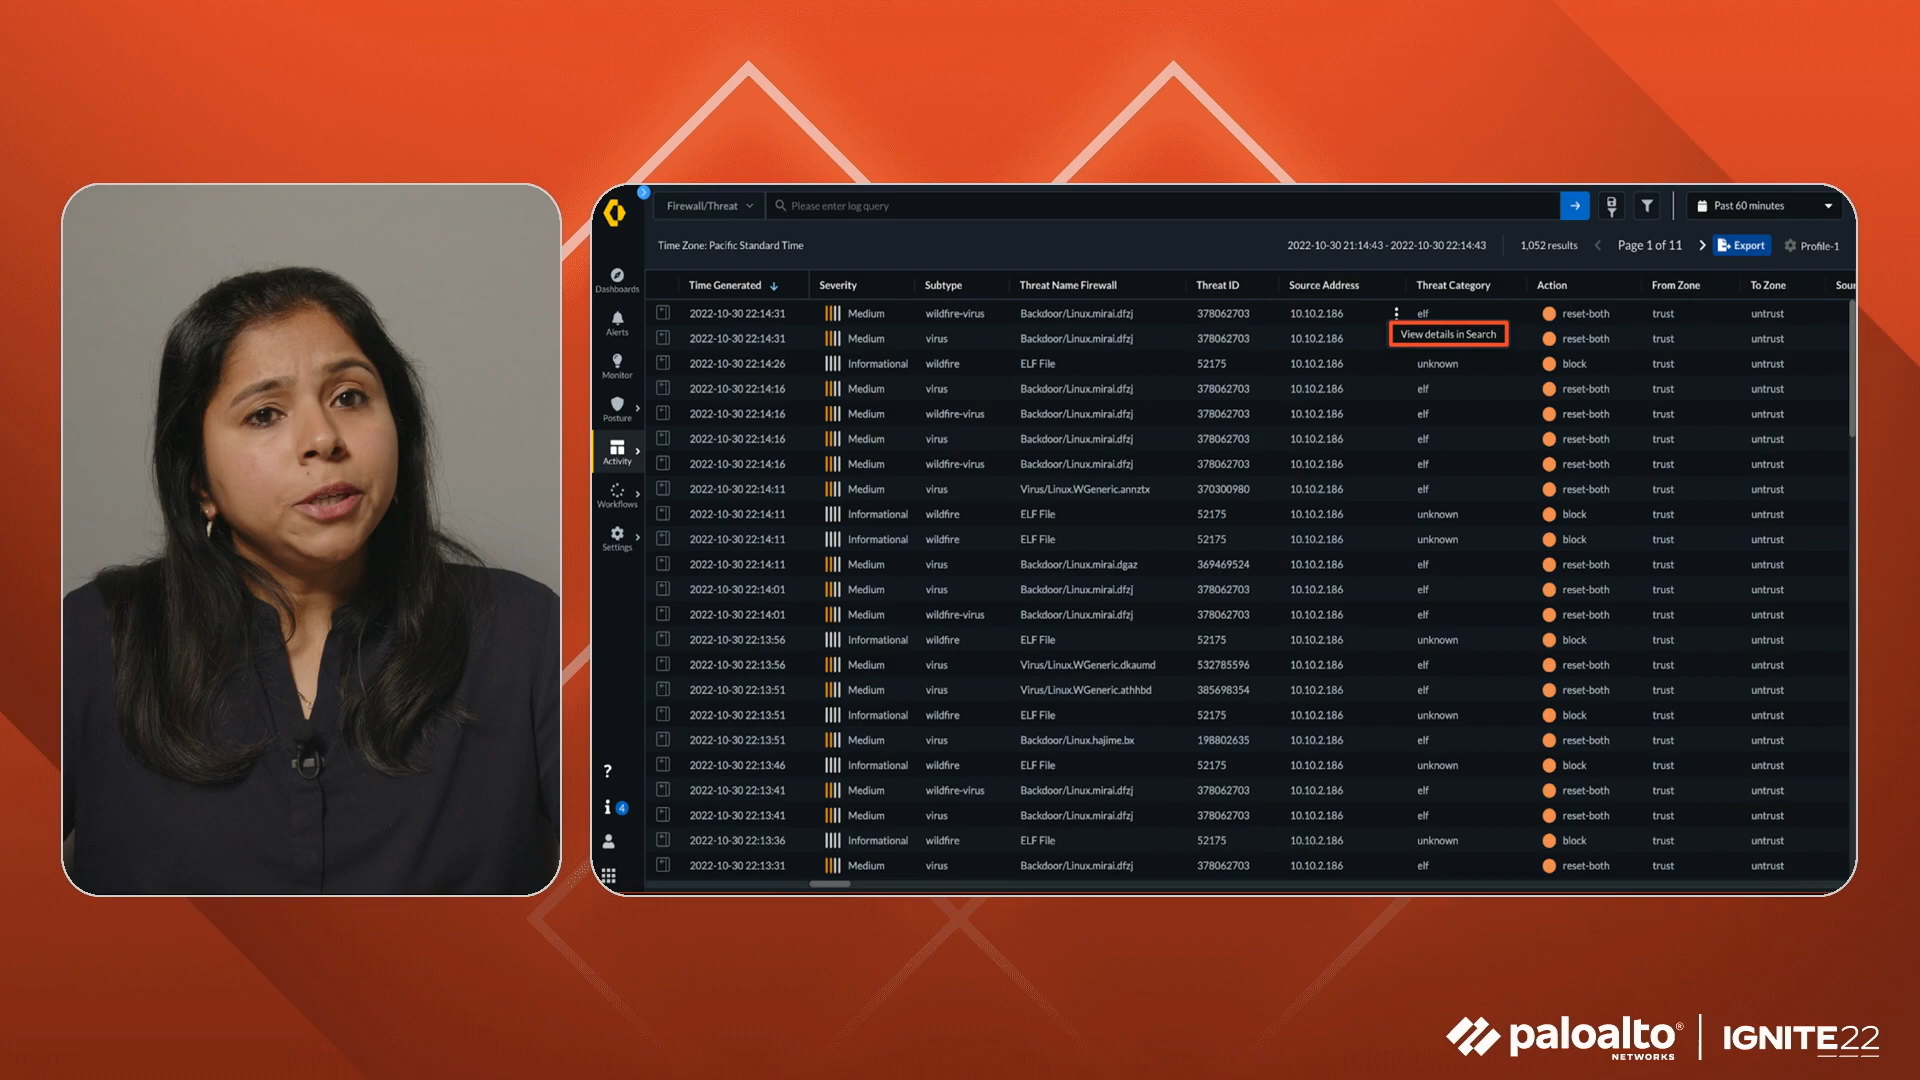 Firewall/Threat
Please enter log query
Past 60 minutes
Time Zone: Pacific Standard Time
2022-10-30 21:14:43 - 2022-10-30 22:14:43
1,052 results
Page 1 of 11
Export
Profile-1
Dashboards
Alerts
Monitor
Posture
Activity
Workflows
Settings
?
i 4
Time Generated Severity Subtype Threat Name Firewall Threat ID Source Address Threat Category Action From Zone To Zone Sour
2022-10-30 22:14:31 Medium wildfire-virus Backdoor/Linux.mirai.dfzj 378062703 10.10.2.186 elf reset-both trust untrust
View details in Search
2022-10-30 22:14:31 Medium virus Backdoor/Linux.mirai.dfzj 378062703 10.10.2.186 reset-both trust untrust
2022-10-30 22:14:26 Informational wildfire ELF File 52175 10.10.2.186 unknown block trust untrust
2022-10-30 22:14:16 Medium virus Backdoor/Linux.mirai.dfzj 378062703 10.10.2.186 elf reset-both trust untrust
2022-10-30 22:14:16 Medium wildfire-virus Backdoor/Linux.mirai.dfzj 378062703 10.10.2.186 elf reset-both trust untrust
2022-10-30 22:14:16 Medium virus Backdoor/Linux.mirai.dfzj 378062703 10.10.2.186 elf reset-both trust untrust
2022-10-30 22:14:16 Medium wildfire-virus Backdoor/Linux.mirai.dfzj 378062703 10.10.2.186 elf reset-both trust untrust
2022-10-30 22:14:11 Medium virus Virus/Linux.WGeneric.annztx 370300980 10.10.2.186 elf reset-both trust untrust
2022-10-30 22:14:11 Informational wildfire ELF File 52175 10.10.2.186 unknown block trust untrust
2022-10-30 22:14:11 Informational wildfire ELF File 52175 10.10.2.186 unknown block trust untrust
2022-10-30 22:14:11 Medium virus Backdoor/Linux.mirai.dgaz 369469524 10.10.2.186 elf reset-both trust untrust
2022-10-30 22:14:01 Medium virus Backdoor/Linux.mirai.dfzj 378062703 10.10.2.186 elf reset-both trust untrust
2022-10-30 22:14:01 Medium wildfire-virus Backdoor/Linux.mirai.dfzj 378062703 10.10.2.186 elf reset-both trust untrust
2022-10-30 22:13:56 Informational wildfire ELF File 52175 10.10.2.186 unknown block trust untrust
2022-10-30 22:13:56 Medium virus Virus/Linux.WGeneric.dkaumd 532785596 10.10.2.186 elf reset-both trust untrust
2022-10-30 22:13:51 Medium virus Virus/Linux.WGeneric.athhbd 385698354 10.10.2.186 elf reset-both trust untrust
2022-10-30 22:13:51 Informational wildfire ELF File 52175 10.10.2.186 unknown block trust untrust
2022-10-30 22:13:51 Medium virus Backdoor/Linux.hajime.bx 198802635 10.10.2.186 elf reset-both trust untrust
2022-10-30 22:13:46 Informational wildfire ELF File 52175 10.10.2.186 unknown block trust untrust
2022-10-30 22:13:41 Medium wildfire-virus Backdoor/Linux.mirai.dfzj 378062703 10.10.2.186 elf reset-both trust untrust
2022-10-30 22:13:41 Medium virus Backdoor/Linux.mirai.dfzj 378062703 10.10.2.186 elf reset-both trust untrust
2022-10-30 22:13:36 Informational wildfire ELF File 52175 10.10.2.186 unknown block trust untrust
2022-10-30 22:13:31 Medium virus Backdoor/Linux.mirai.dfzj 378062703 10.10.2.186 elf reset-both trust untrust
paloalto®
NETWORKS
IGNITE22